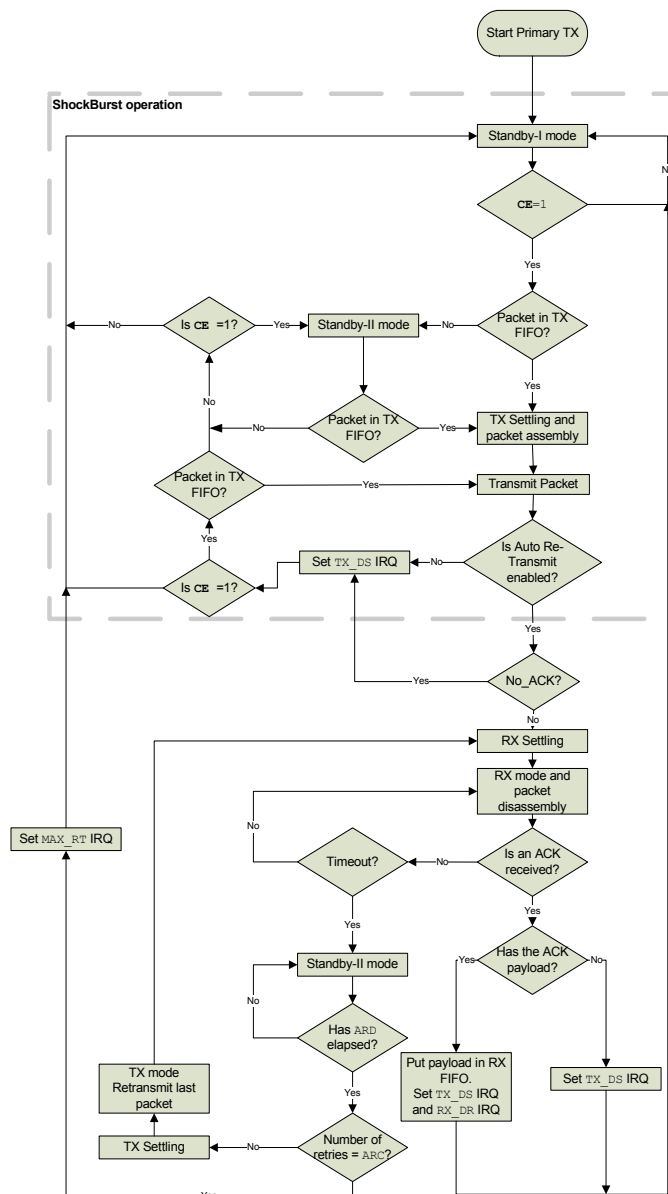 Start Primary TX
ShockBurst operation
Standby-I mode
CE=1
Yes
Is CE =1?
No
Yes
Standby-II mode
No
Packet in TX
FIFO?
Yes
No
Packet in TX
FIFO?
No
Yes
TX Settling and
packet assembly
Packet in TX
FIFO?
Yes
Transmit Packet
Yes
Is CE =1?
Set TX_DS IRQ
No
Is Auto Re-
Transmit
enabled?
Yes
No_ACK?
Yes
No
RX Settling
RX mode and
packet
disassembly
Set MAX_RT IRQ
No
Timeout?
No
Is an ACK
received?
Yes
Yes
Has the ACK
payload?
Yes
No
Standby-II mode
No
Has ARD
elapsed?
Put payload in RX
FIFO.
Set TX_DS IRQ
and RX_DR IRQ
Set TX_DS IRQ
TX mode
Retransmit last
packet
Yes
TX Settling
No
Number of
retries = ARC?